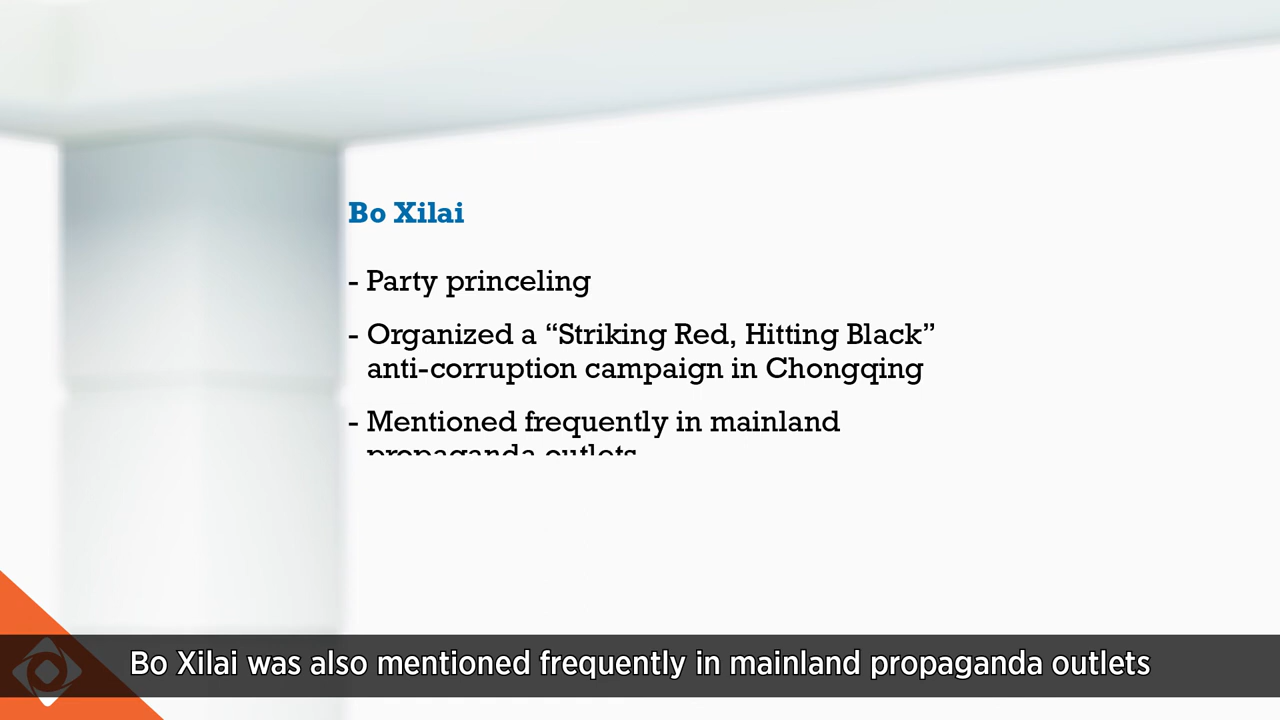 Bo Xilai
- Party princeling
- Organized a “Striking Red, Hitting Black”
anti-corruption campaign in Chongqing
- Mentioned frequently in mainland
propaganda outlets
Bo Xilai was also mentioned frequently in mainland propaganda outlets